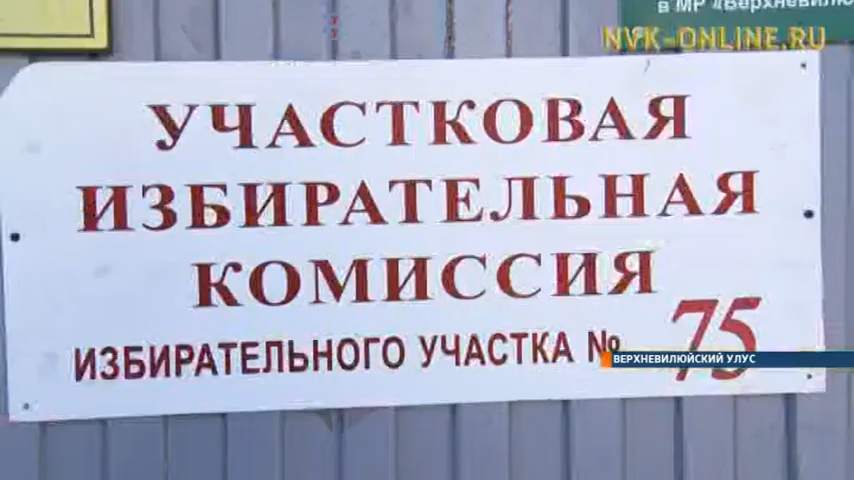 в МР «Верхневилю
NVK-ONLINE.RU
УЧАСТКОВАЯ
ИЗБИРАТЕЛЬНАЯ
КОМИССИЯ
ИЗБИРАТЕЛЬНОГО УЧАСТКА № 75
ВЕРХНЕВИЛЮЙСКИЙ УЛУС